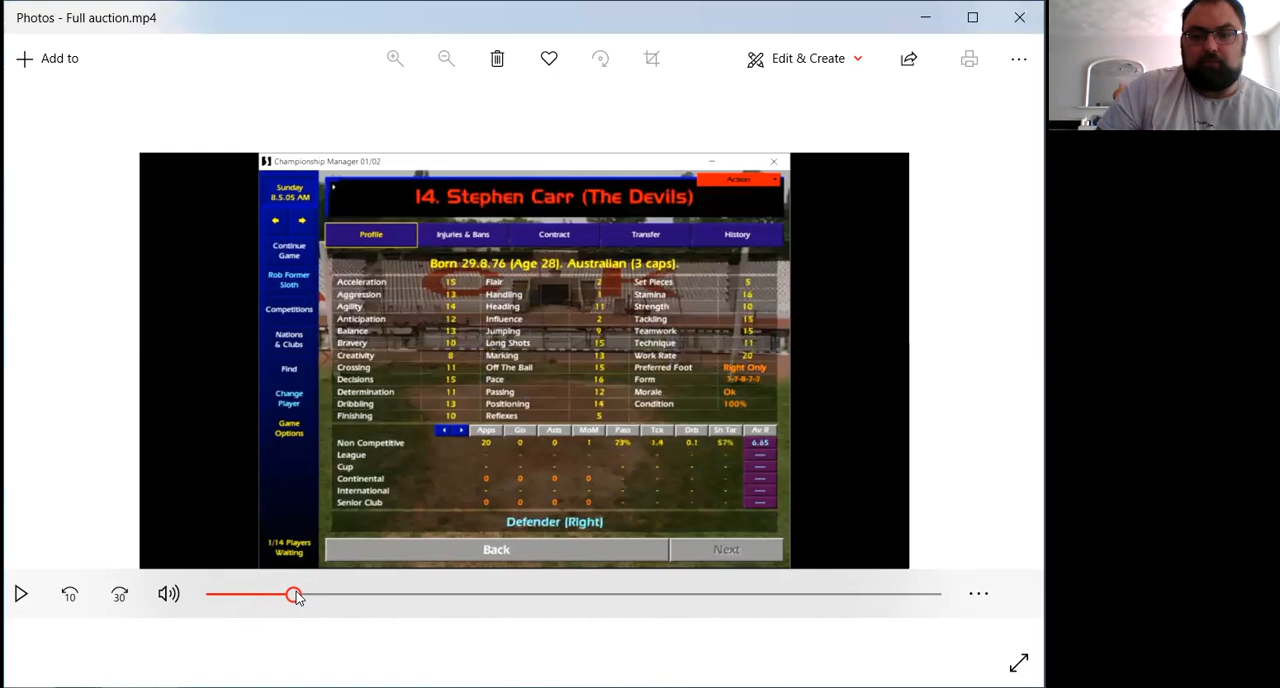 Photos - Full auction.mp4
Add to
Edit & Create
Championship Manager 01/02
Sunday
8.5.05 AM
Continue
Game
Rob Former
Sloth
Competitions
Nations
& Clubs
Find
Change
Player
Game
Options
1/14 Players
Waiting
Action
14. Stephen Carr (The Devils)
Profile Injuries & Bans Contract Transfer History
Born 29.8.76 (Age 28). Australian (3 caps).
Acceleration 15 Flair 2 Set Pieces 5
Aggression 13 Handling 1 Stamina 16
Agility 14 Heading 11 Strength 10
Anticipation 12 Influence 2 Tackling 15
Balance 13 Jumping 9 Teamwork 15
Bravery 10 Long Shots 15 Technique 11
Creativity 8 Marking 13 Work Rate 20
Crossing 11 Off The Ball 15 Preferred Foot Right Only
Decisions 15 Pace 16 Form
Determination 11 Passing 12 Morale Ok
Dribbling 13 Positioning 14 Condition 100%
Finishing 10 Reflexes 5
Apps Gls Asts MoM Pass Tck Drb Sh Tar Av R
Non Competitive 20 0 0 1 73% 1.4 0.1 57% 6.65
League - - - - - - - - ---
Cup - - - - - - - - ---
Continental 0 0 0 0 - - - - ---
International - - - - - - - - ---
Senior Club 0 0 0 0 - - - - ---
Defender (Right)
Back Next
10 30